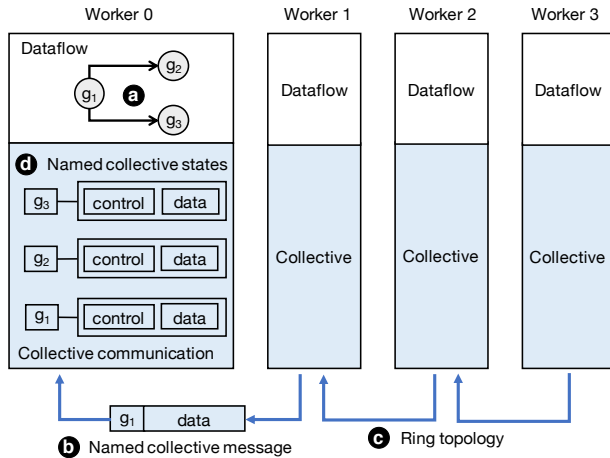 Worker 0
Worker 1
Worker 2
Worker 3
Dataflow
g2
g1
a
g3
Dataflow
Dataflow
Dataflow
d Named collective states
g3 control data
g2 control data
g1 control data
Collective communication
Collective
Collective
Collective
g1 data
b Named collective message
c Ring topology